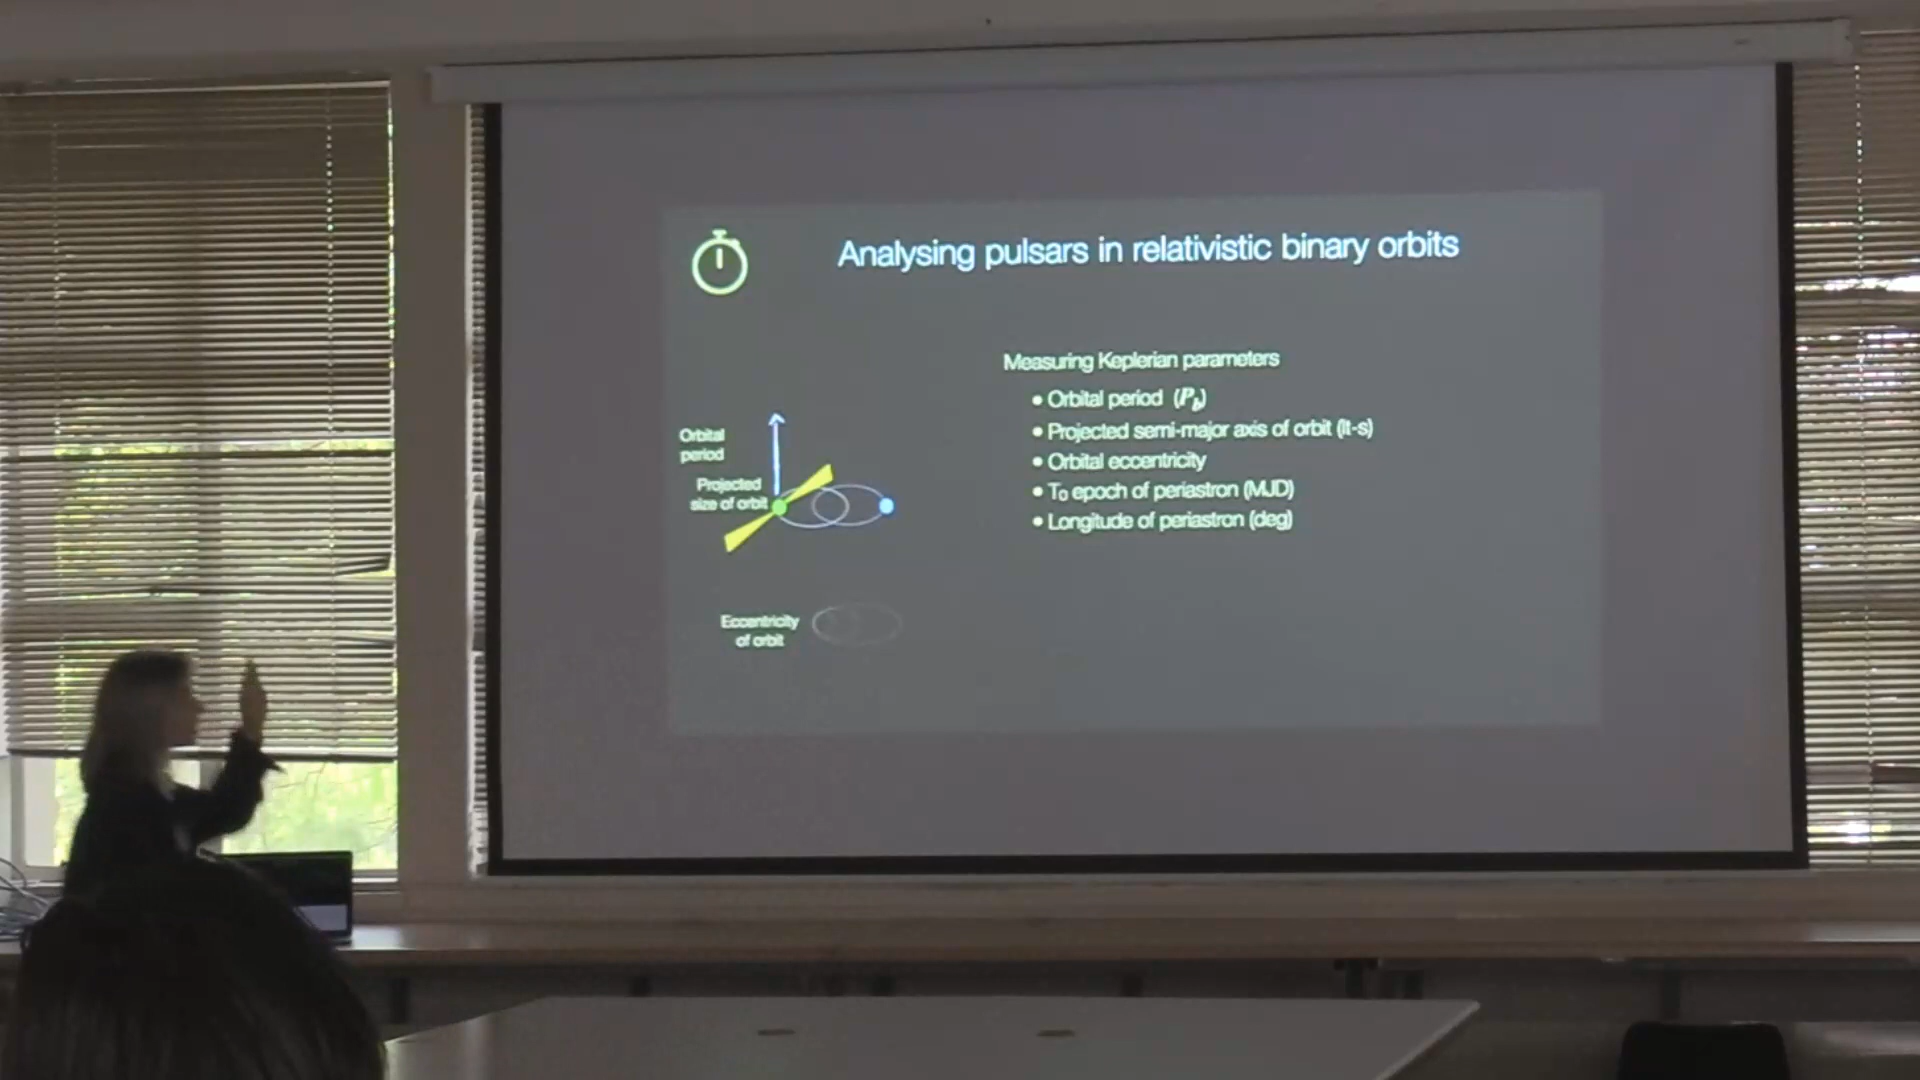 Analysing pulsars in relativistic binary orbits
Measuring Keplerian parameters
• Orbital period (P_b)
• Projected semi-major axis of orbit (lt-s)
• Orbital eccentricity
• T₀ epoch of periastron (MJD)
• Longitude of periastron (deg)
Orbital
period
Projected
size of orbit
Eccentricity
of orbit